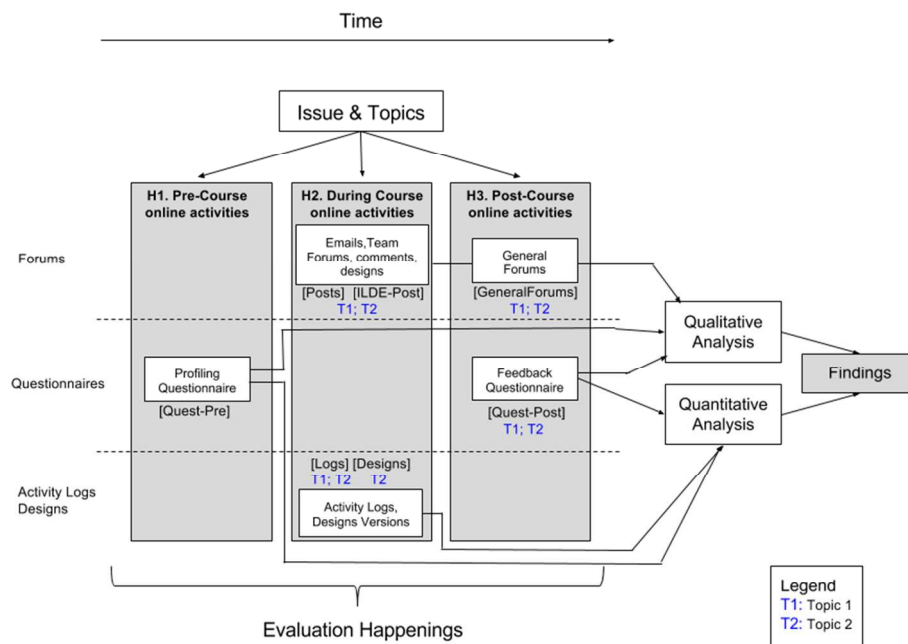 Time
Issue & Topics
H1. Pre-Course
online activities
H2. During Course
online activities
H3. Post-Course
online activities
Forums
Emails,Team
Forums, comments,
designs
General
Forums
[Posts] [ILDE-Post]
T1; T2
[GeneralForums]
T1; T2
Qualitative
Analysis
Questionnaires
Profiling
Questionnaire
[Quest-Pre]
Feedback
Questionnaire
[Quest-Post]
T1; T2
Findings
Quantitative
Analysis
Activity Logs
Designs
[Logs] [Designs]
T1; T2 T2
Activity Logs,
Designs Versions
Evaluation Happenings
Legend
T1: Topic 1
T2: Topic 2